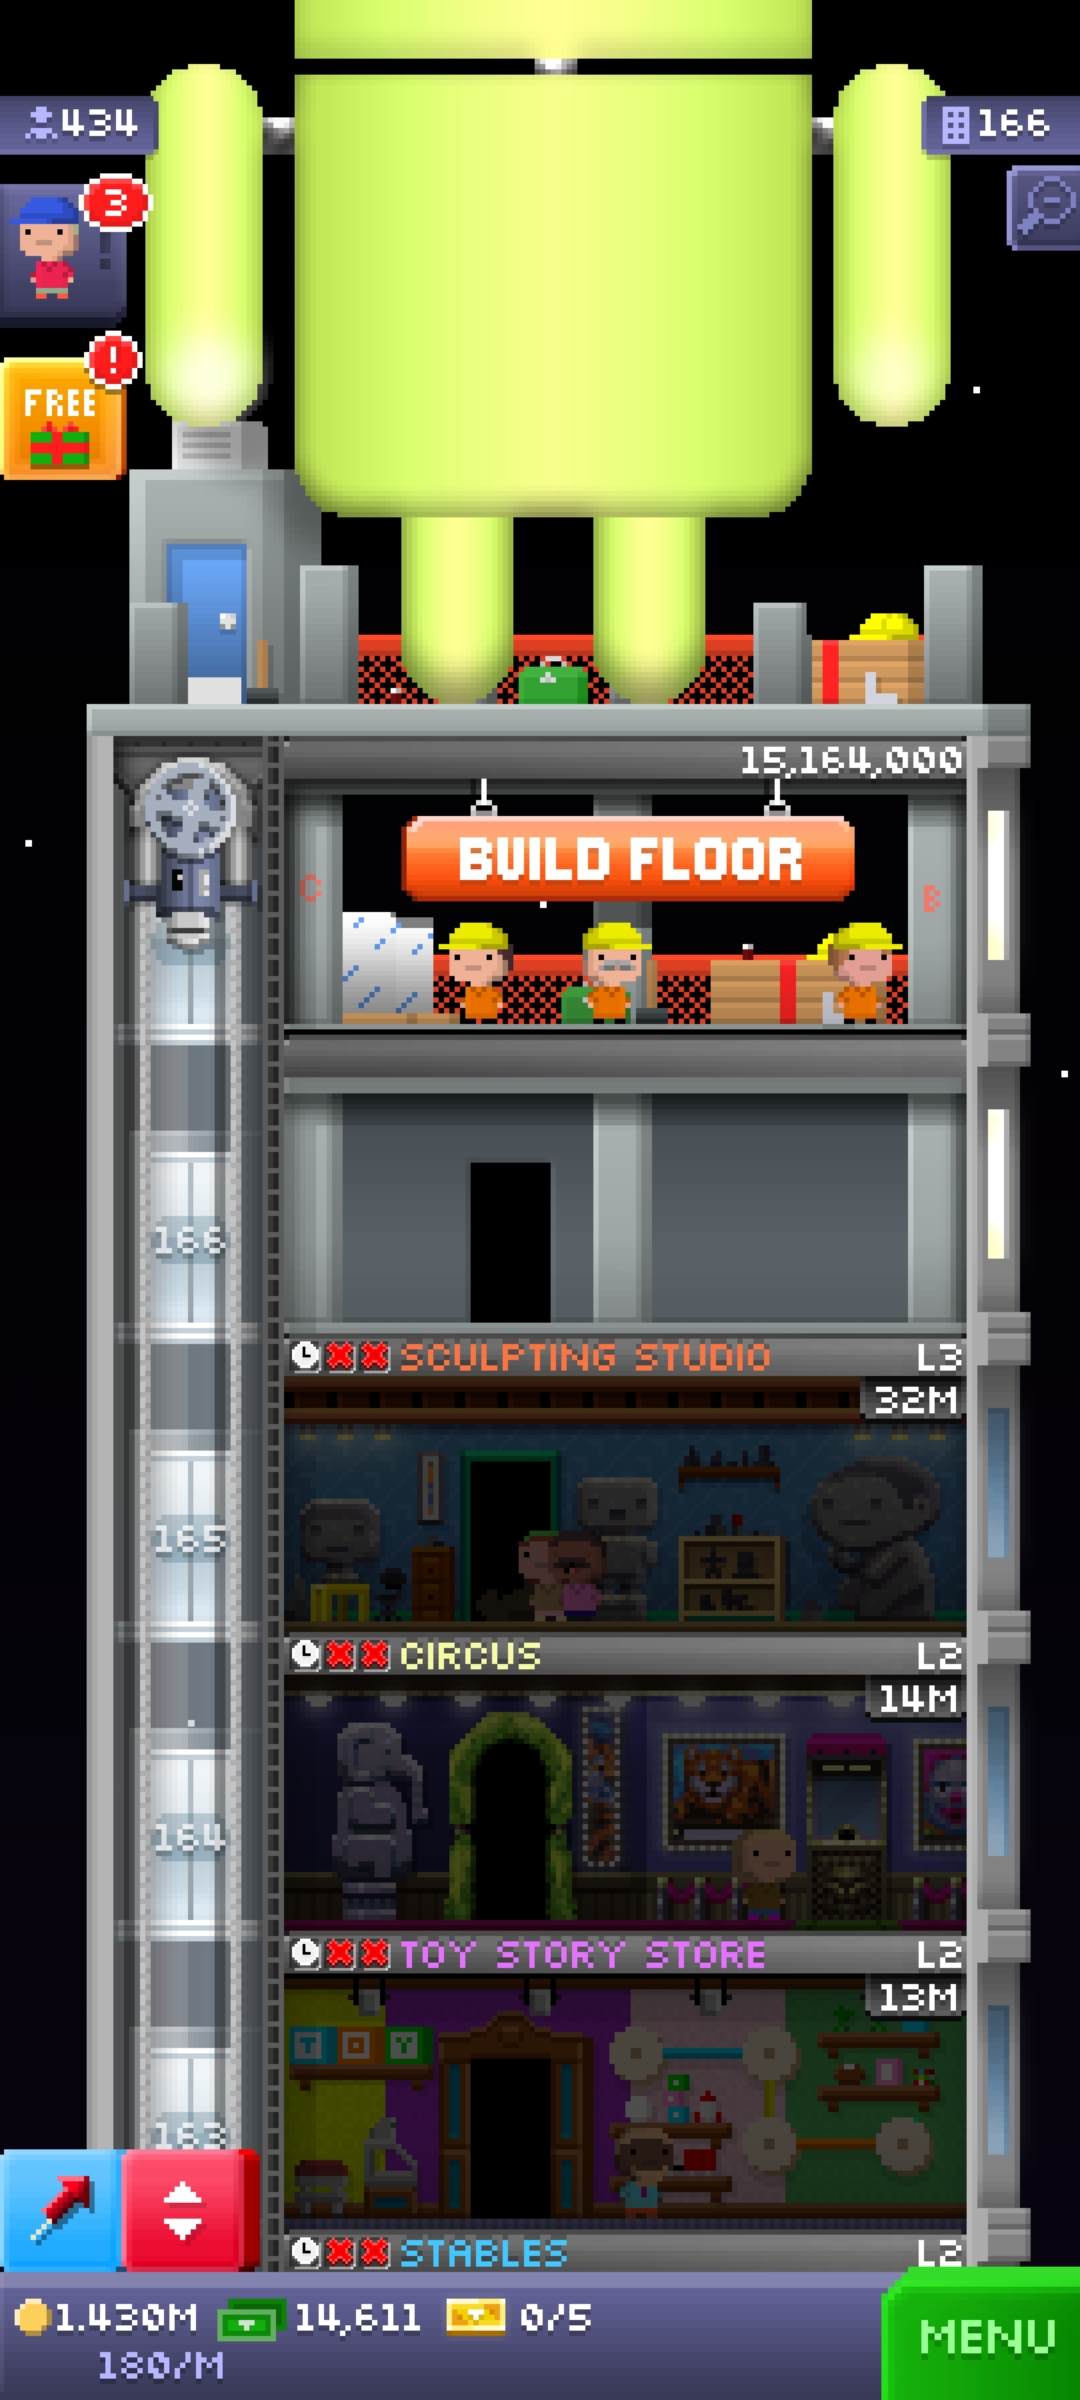 434
166
3
!
FREE
15,164,000
BUILD FLOOR
C
B
166
SCULPTING STUDIO L3
32M
165
CIRCUS L2
14M
164
TOY STORY STORE L2
13M
TOY
163
STABLES L2
1.430M 14,611 0/5
180/M
MENU